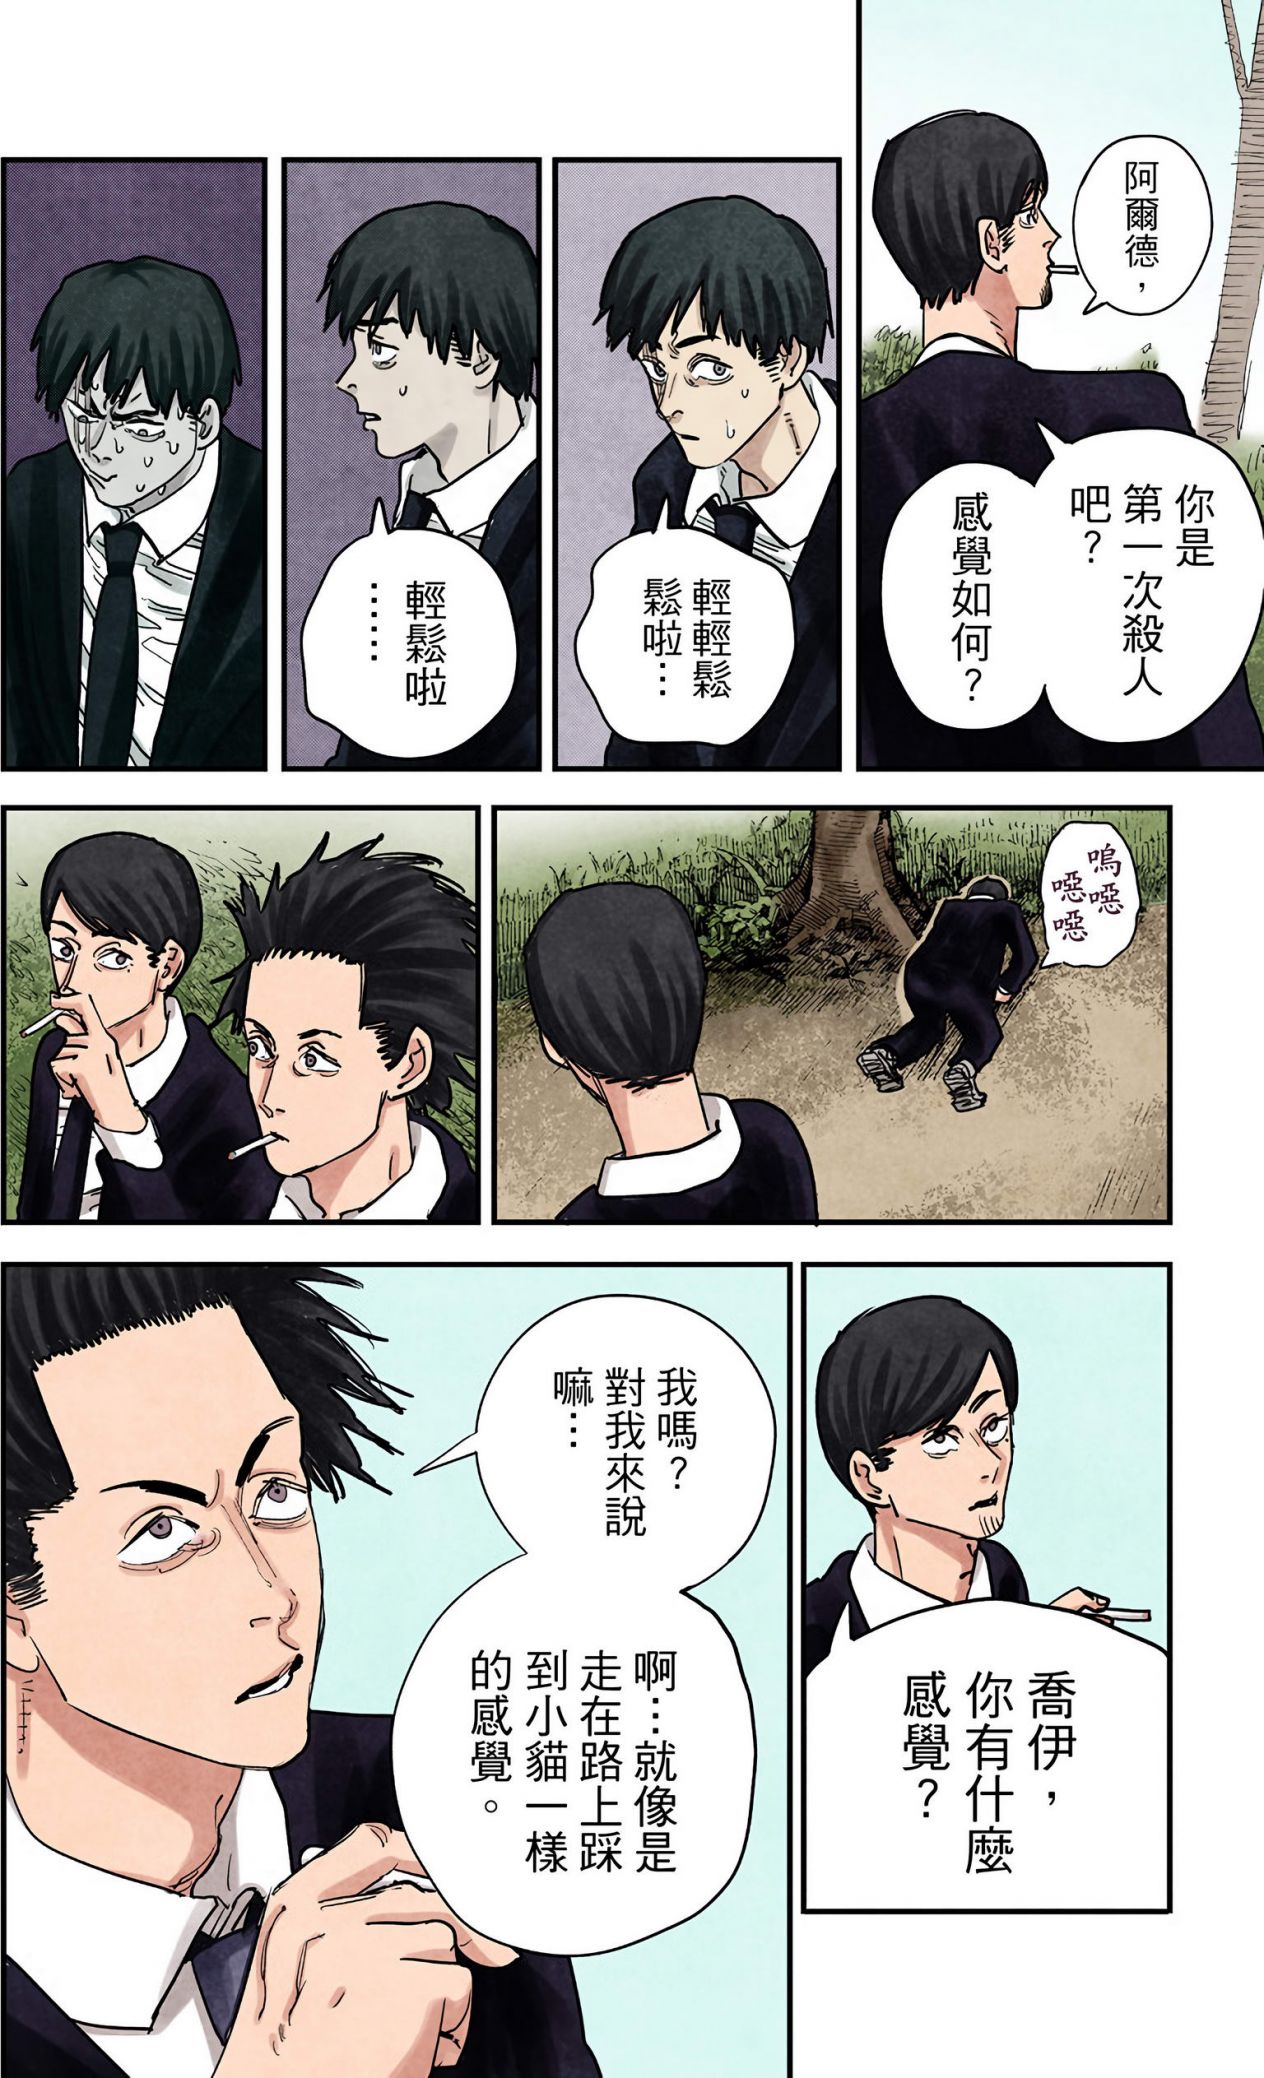 阿爾德，
你是
第一次殺人
吧？
感覺如何？
輕輕鬆
鬆啦…
輕鬆啦
……
嗚噁
噁噁
喬伊，
你有什麼
感覺？
我嗎？
對我來說
嘛…
啊…就像是
走在路上踩
到小貓一樣
的感覺。